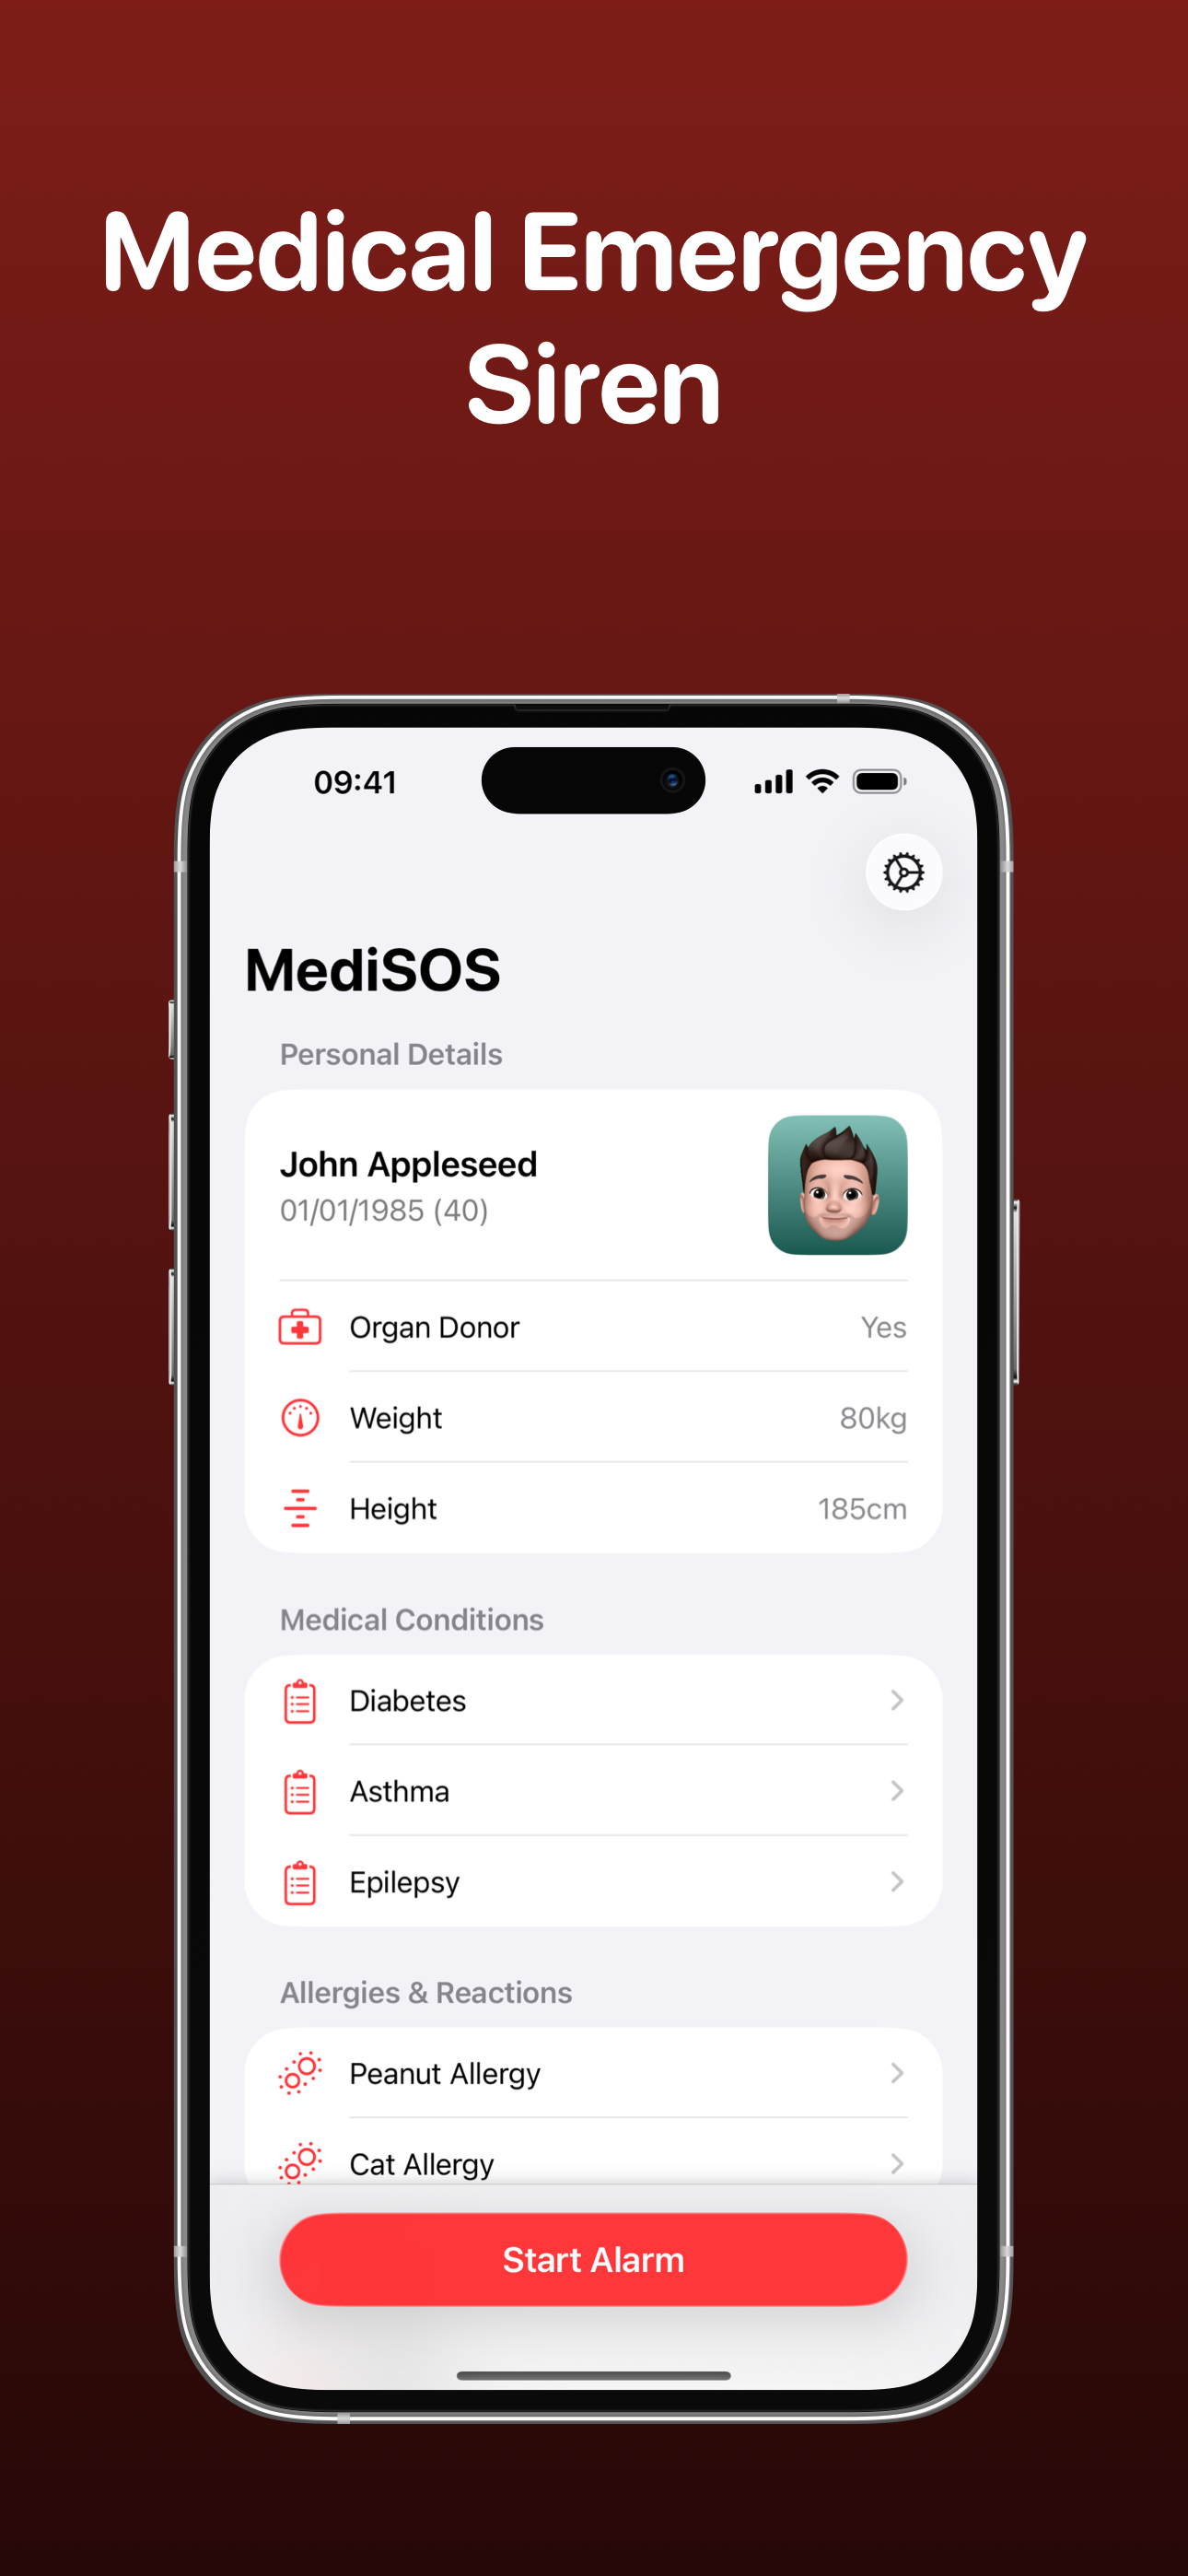 Medical Emergency
Siren
09:41
MediSOS
Personal Details
John Appleseed
01/01/1985 (40)
Organ Donor Yes
Weight 80kg
Height 185cm
Medical Conditions
Diabetes
Asthma
Epilepsy
Allergies & Reactions
Peanut Allergy
Cat Allergy
Start Alarm